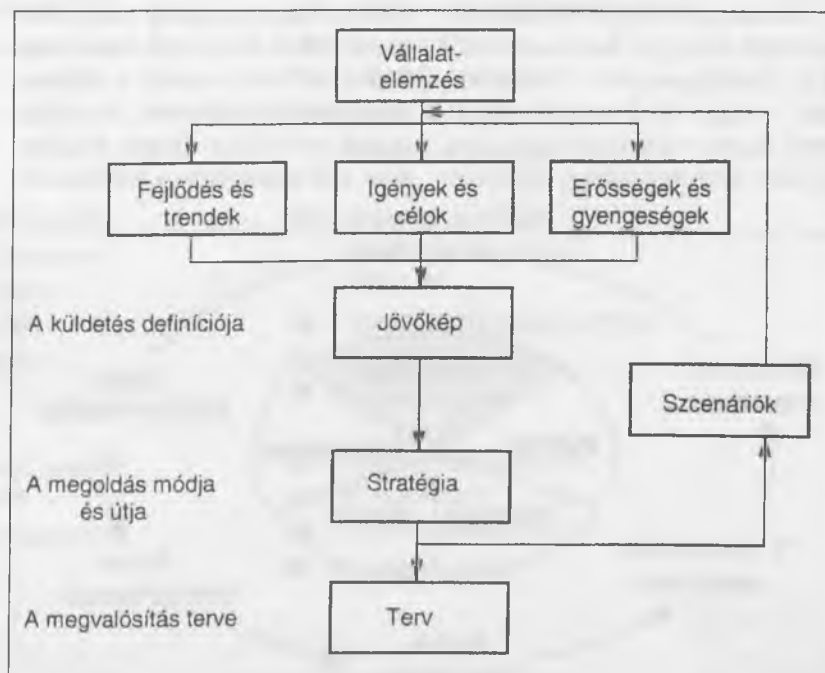 Vállalat-
elemzés
Fejlődés és
trendek
Igények és
célok
Erősségek és
gyengeségek
A küldetés definíciója
Jövőkép
Szcenáriók
A megoldás módja
és útja
Stratégia
A megvalósítás terve
Terv